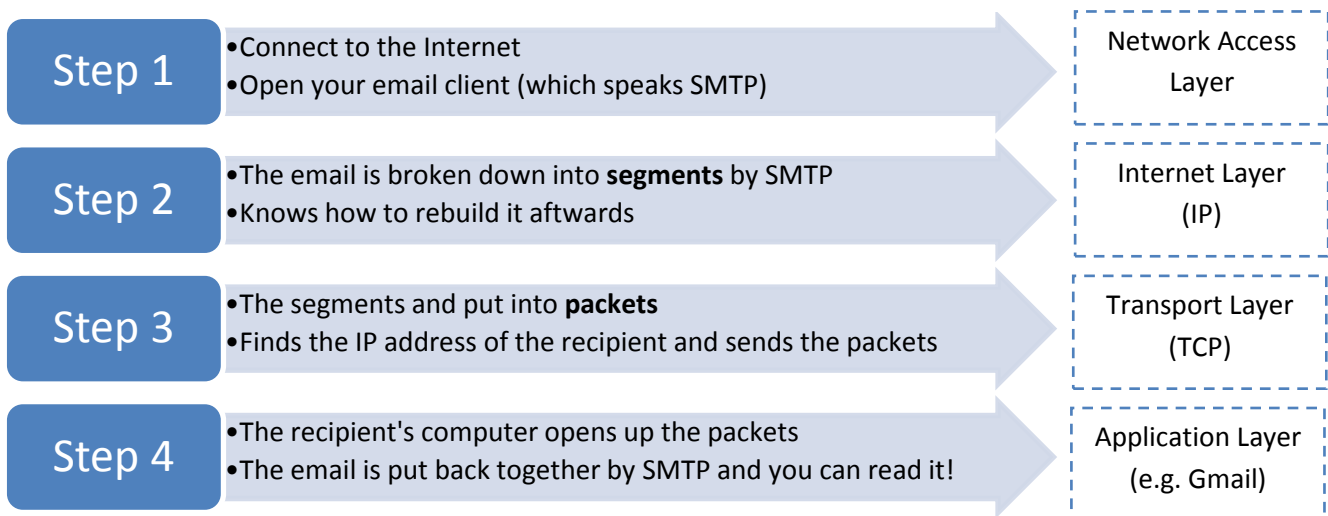 Step 1
•Connect to the Internet
•Open your email client (which speaks SMTP)
Network Access
Layer
Step 2
•The email is broken down into segments by SMTP
•Knows how to rebuild it aftwards
Internet Layer
(IP)
Step 3
•The segments and put into packets
•Finds the IP address of the recipient and sends the packets
Transport Layer
(TCP)
Step 4
•The recipient's computer opens up the packets
•The email is put back together by SMTP and you can read it!
Application Layer
(e.g. Gmail)